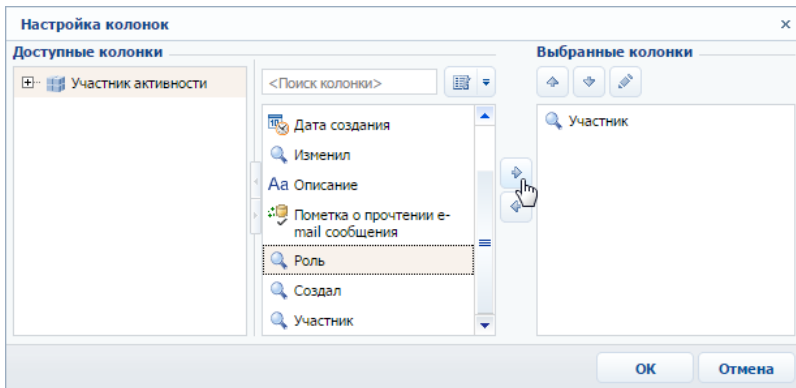 Настройка колонок
Доступные колонки
Выбранные колонки
Участник активности
<Поиск колонки>
Дата создания
Изменил
Aa Описание
Пометка о прочтении e-
mail сообщения
Роль
Создал
Участник
Участник
ОК
Отмена